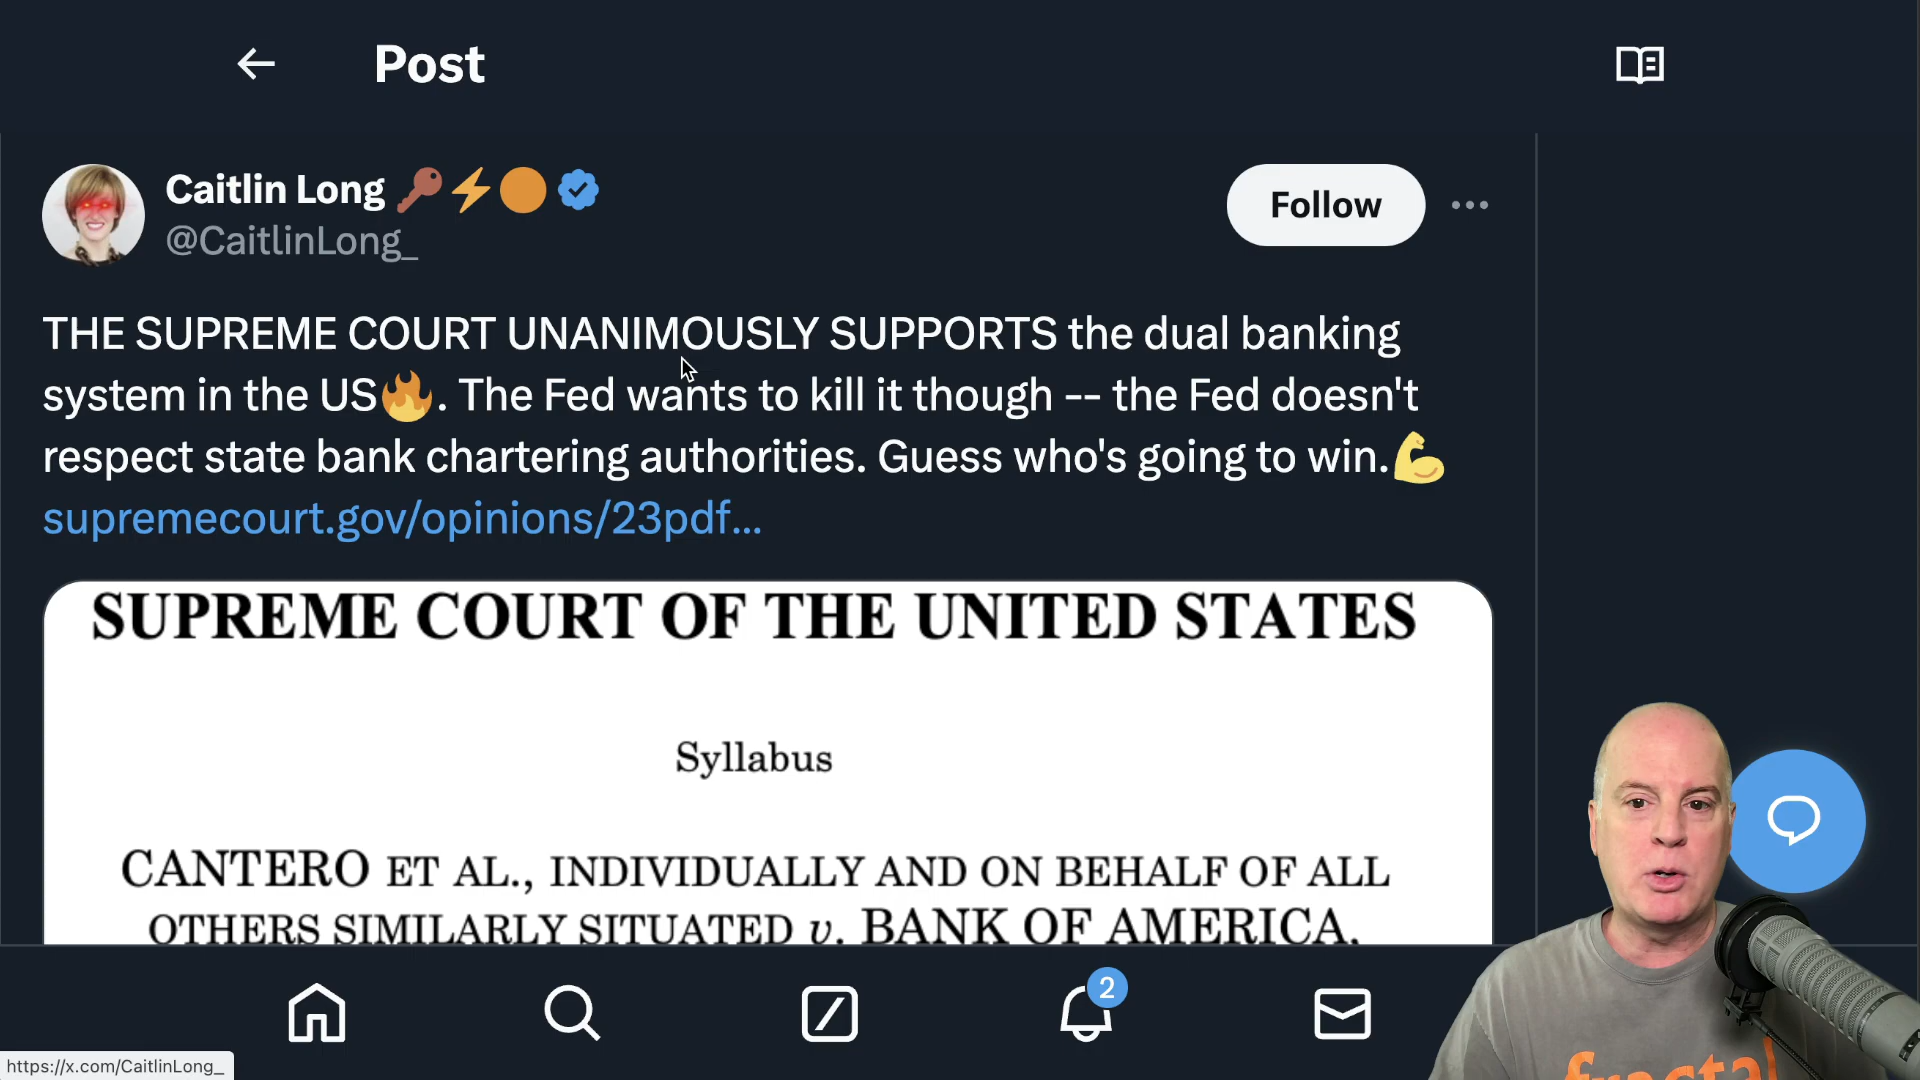 Post
Caitlin Long
Follow
@CaitlinLong_
THE SUPREME COURT UNANIMOUSLY SUPPORTS the dual banking
system in the US🔥. The Fed wants to kill it though -- the Fed doesn't
respect state bank chartering authorities. Guess who's going to win.💪
supremecourt.gov/opinions/23pdf...
SUPREME COURT OF THE UNITED STATES
Syllabus
CANTERO ET AL., INDIVIDUALLY AND ON BEHALF OF ALL
OTHERS SIMILARLY SITUATED v. BANK OF AMERICA,
2
https://x.com/CaitlinLong_
fractal